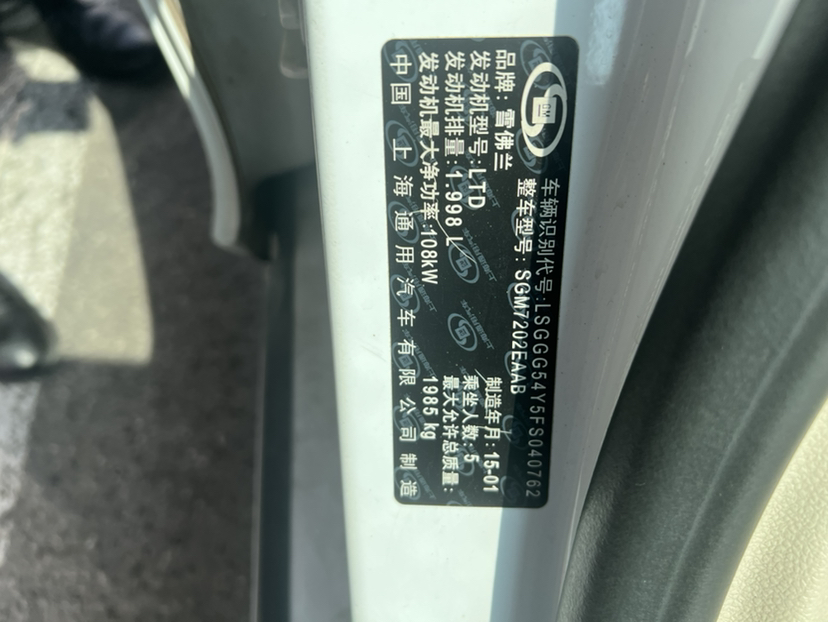 车辆识别代号:LSGGG54Y5FS040762
GM
品牌: 雪佛兰 整车型号: SGM7202EAAB
发动机型号:LTD 制造年月: 15-01
发动机排量:1.998 L 乘坐人数: 5
最大允许总质量:
发动机最大净功率:108kW 1985 kg
中国 上海通用汽车有限公司制造